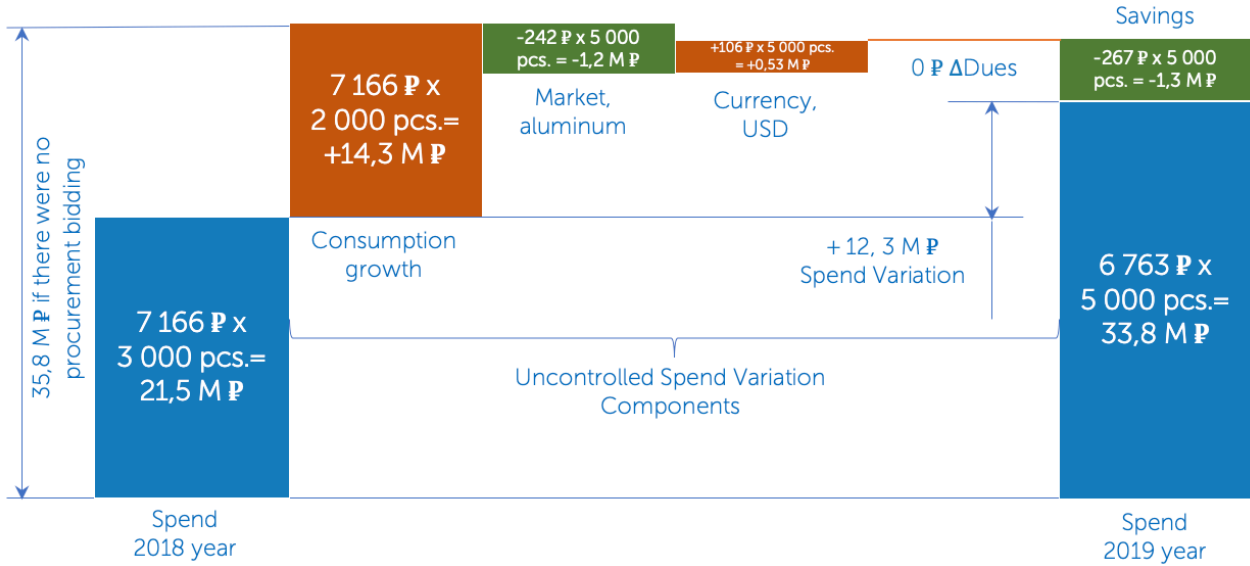 35,8 M ₽ if there were no
procurement bidding
7 166 ₽ x
3 000 pcs.=
21,5 M ₽
Spend
2018 year
7 166 ₽ x
2 000 pcs.=
+14,3 M ₽
Consumption
growth
-242 ₽ x 5 000
pcs. = -1,2 M ₽
Market,
aluminum
+106 ₽ x 5 000 pcs.
= +0,53 M ₽
Currency,
USD
0 ₽ ΔDues
+ 12, 3 M ₽
Spend Variation
Uncontrolled Spend Variation
Components
Savings
-267 ₽ x 5 000
pcs. = -1,3 M ₽
6 763 ₽ x
5 000 pcs.=
33,8 M ₽
Spend
2019 year